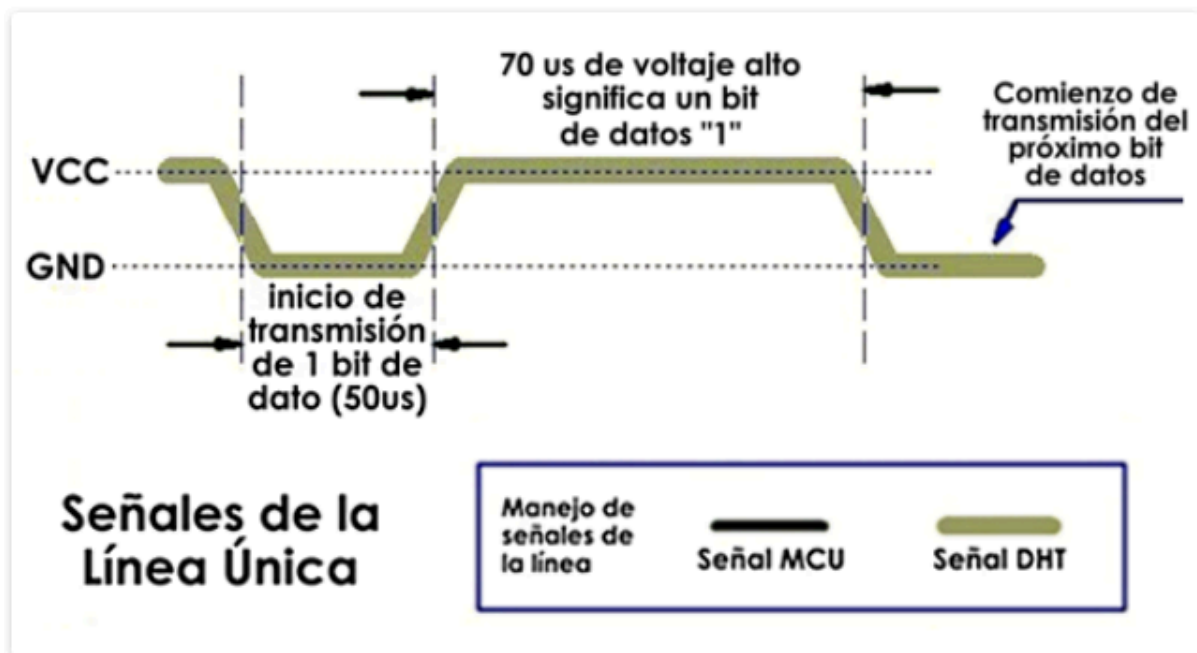 70 us de voltaje alto
significa un bit
de datos "1"
Comienzo de
transmisión del
próximo bit
de datos
VCC
GND
inicio de
transmisión
de 1 bit de
dato (50us)
Señales de la
Línea Única
Manejo de
señales de
la línea
Señal MCU
Señal DHT